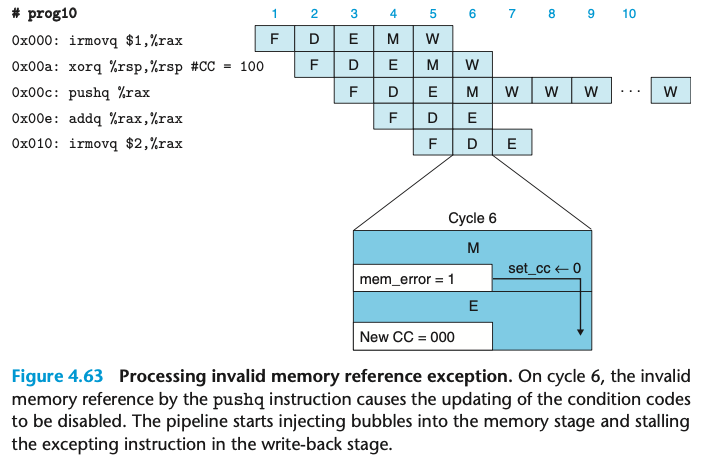 # prog10 1 2 3 4 5 6 7 8 9 10
0x000: irmovq $1,%rax F D E M W
0x00a: xorq %rsp,%rsp #CC = 100 F D E M W
0x00c: pushq %rax F D E M W W W ... W
0x00e: addq %rax,%rax F D E
0x010: irmovq $2,%rax F D E
Cycle 6
M
set_cc ← 0
mem_error = 1
E
New CC = 000
Figure 4.63 Processing invalid memory reference exception. On cycle 6, the invalid
memory reference by the pushq instruction causes the updating of the condition codes
to be disabled. The pipeline starts injecting bubbles into the memory stage and stalling
the excepting instruction in the write-back stage.